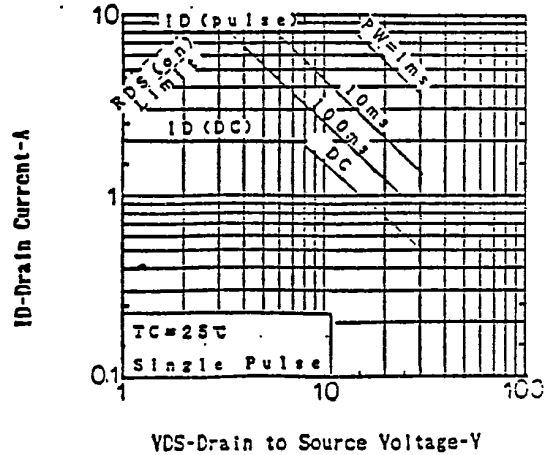 10
ID(pulse)
PW=1ms
RDS(on)
Limit
10ms
100ms
ID(DC)
DC
1
TC=25℃
Single Pulse
0.1
1
10
100
ID-Drain Current-A
VDS-Drain to Source Voltage-V